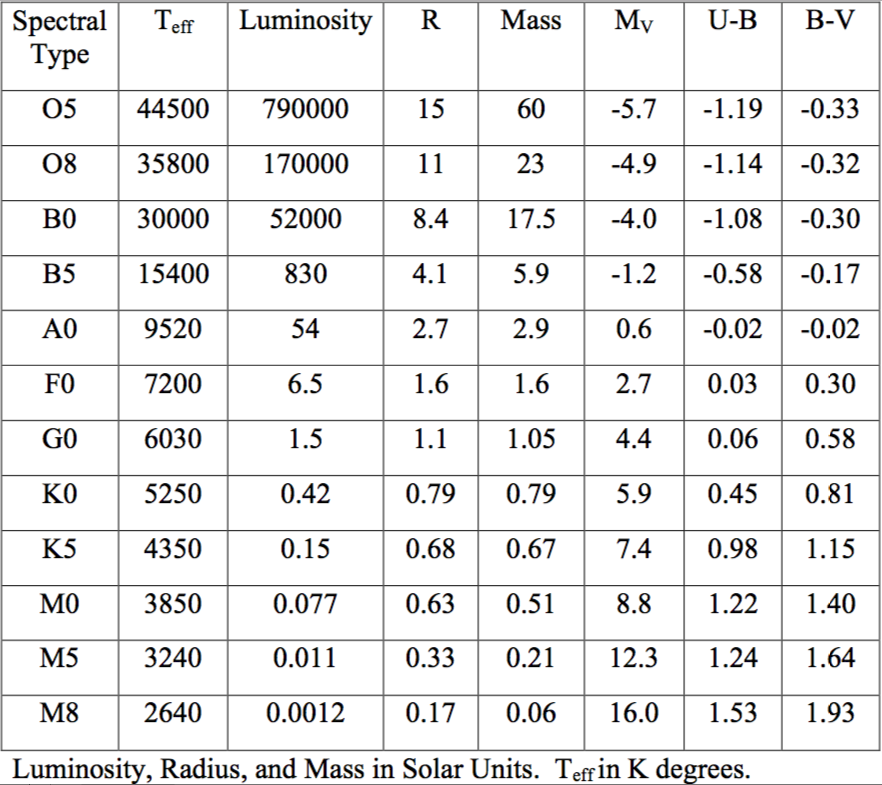 Spectral Type Teff Luminosity R Mass MV U-B B-V
O5 44500 790000 15 60 -5.7 -1.19 -0.33
O8 35800 170000 11 23 -4.9 -1.14 -0.32
B0 30000 52000 8.4 17.5 -4.0 -1.08 -0.30
B5 15400 830 4.1 5.9 -1.2 -0.58 -0.17
A0 9520 54 2.7 2.9 0.6 -0.02 -0.02
F0 7200 6.5 1.6 1.6 2.7 0.03 0.30
G0 6030 1.5 1.1 1.05 4.4 0.06 0.58
K0 5250 0.42 0.79 0.79 5.9 0.45 0.81
K5 4350 0.15 0.68 0.67 7.4 0.98 1.15
M0 3850 0.077 0.63 0.51 8.8 1.22 1.40
M5 3240 0.011 0.33 0.21 12.3 1.24 1.64
M8 2640 0.0012 0.17 0.06 16.0 1.53 1.93
Luminosity, Radius, and Mass in Solar Units. Teff in K degrees.